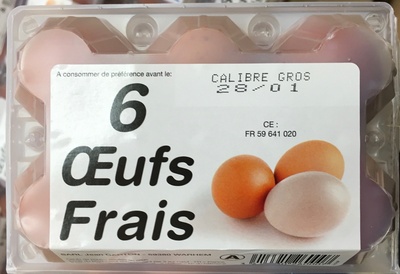 A consommer de préférence avant le:
CALIBRE GROS
28/01
6
Œufs
Frais
CE :
FR 59 641 020
A